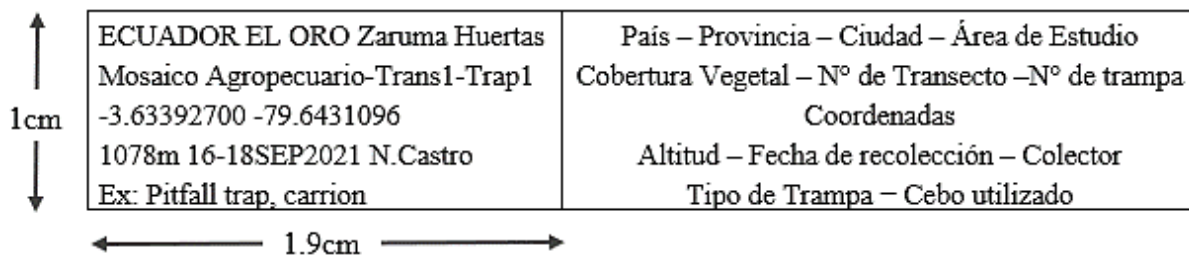 ECUADOR EL ORO Zaruma Huertas
Mosaico Agropecuario-Trans1-Trap1
-3.63392700 -79.6431096
1078m 16-18SEP2021 N.Castro
Ex: Pitfall trap, carrion
País – Provincia – Ciudad – Área de Estudio
Cobertura Vegetal – N° de Transecto –N° de trampa
Coordenadas
Altitud – Fecha de recolección – Colector
Tipo de Trampa – Cebo utilizado
1cm
1.9cm